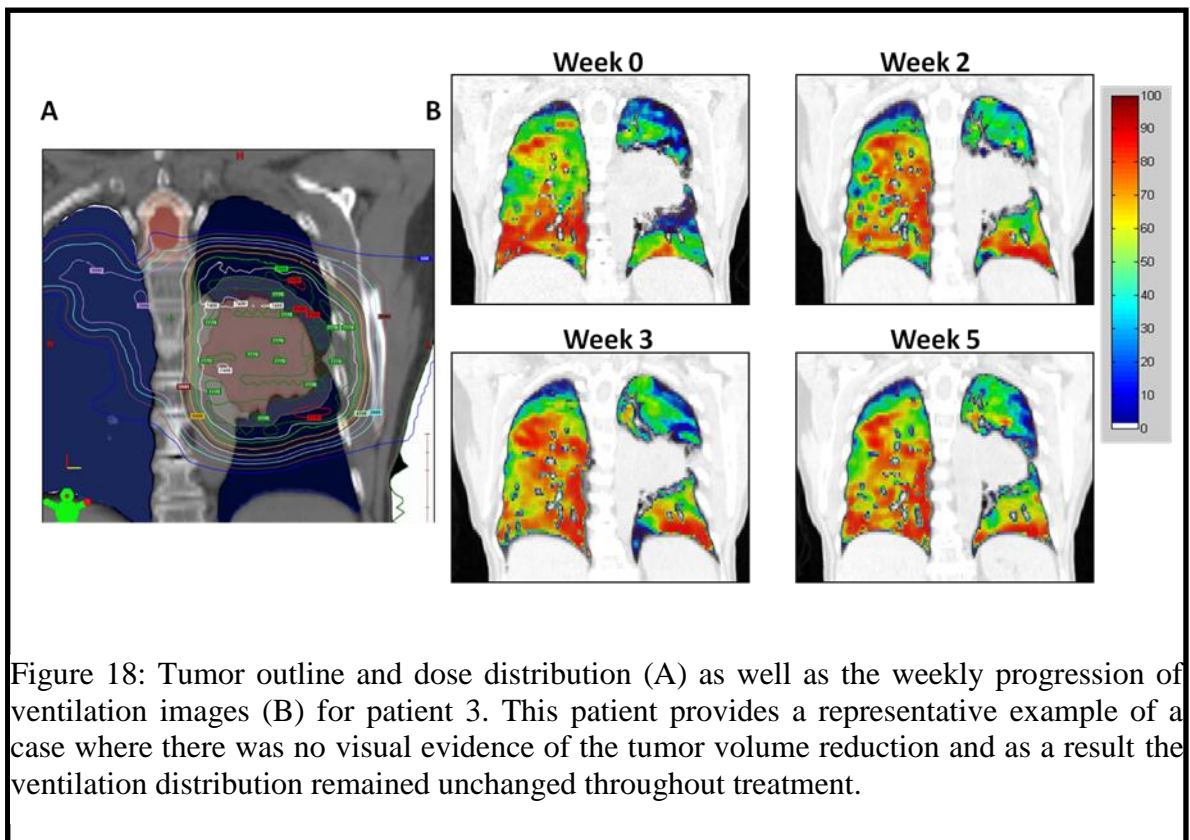 Week 0
Week 2
A
B
100
90
80
70
60
50
40
30
20
10
0
Week 3
Week 5
Figure 18: Tumor outline and dose distribution (A) as well as the weekly progression of
ventilation images (B) for patient 3. This patient provides a representative example of a
case where there was no visual evidence of the tumor volume reduction and as a result the
ventilation distribution remained unchanged throughout treatment.